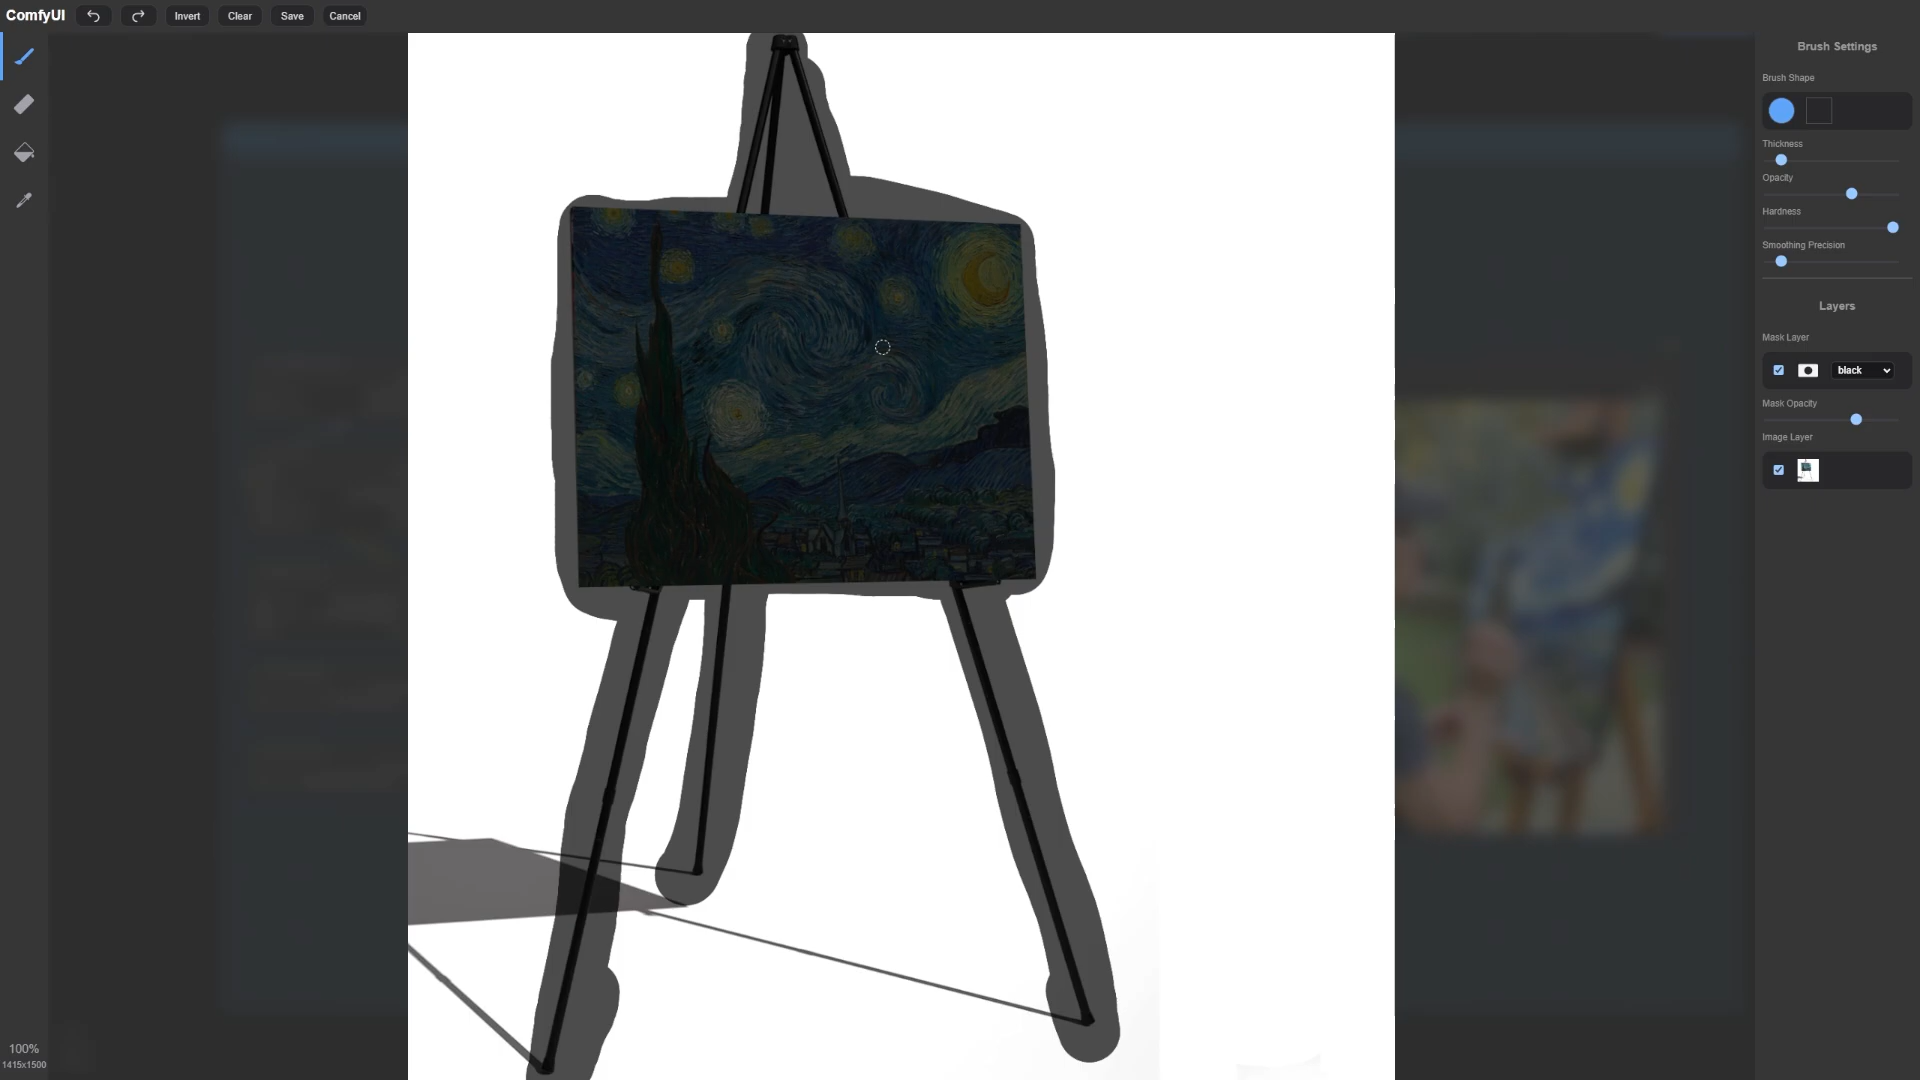 ComfyUI
Invert
Clear
Save
Cancel
Brush Settings
Brush Shape
Thickness
Opacity
Hardness
Smoothing Precision
Layers
Mask Layer
black
Mask Opacity
Image Layer
100%
1415x1500